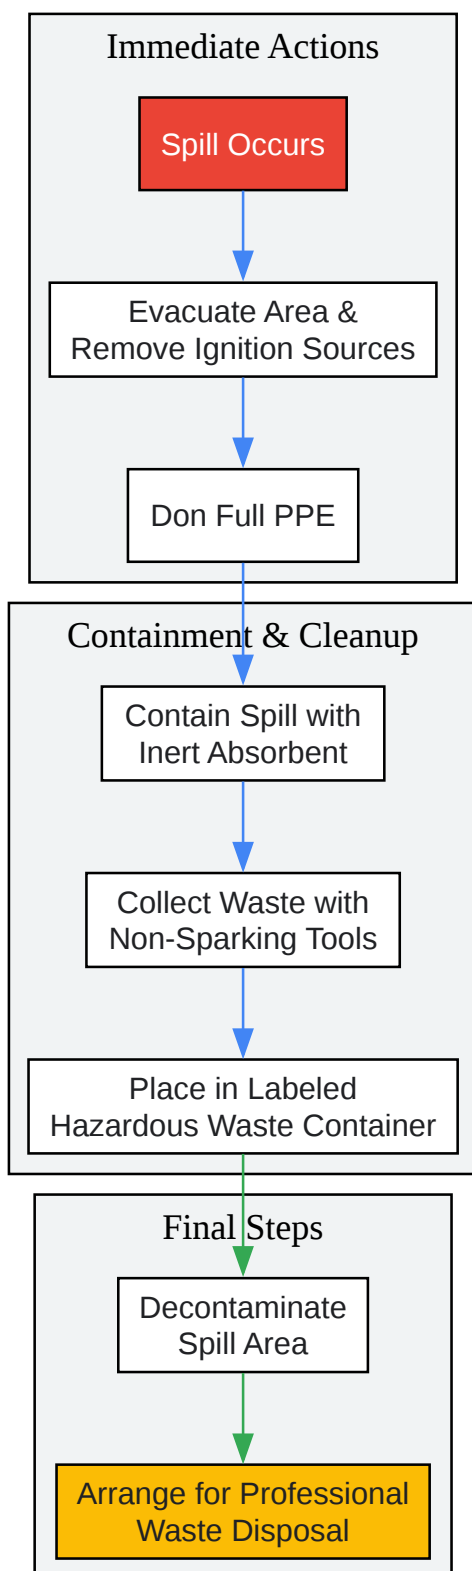 Immediate Actions
Spill Occurs
Evacuate Area &
Remove Ignition Sources
Don Full PPE
Containment & Cleanup
Contain Spill with
Inert Absorbent
Collect Waste with
Non-Sparking Tools
Place in Labeled
Hazardous Waste Container
Final Steps
Decontaminate
Spill Area
Arrange for Professional
Waste Disposal